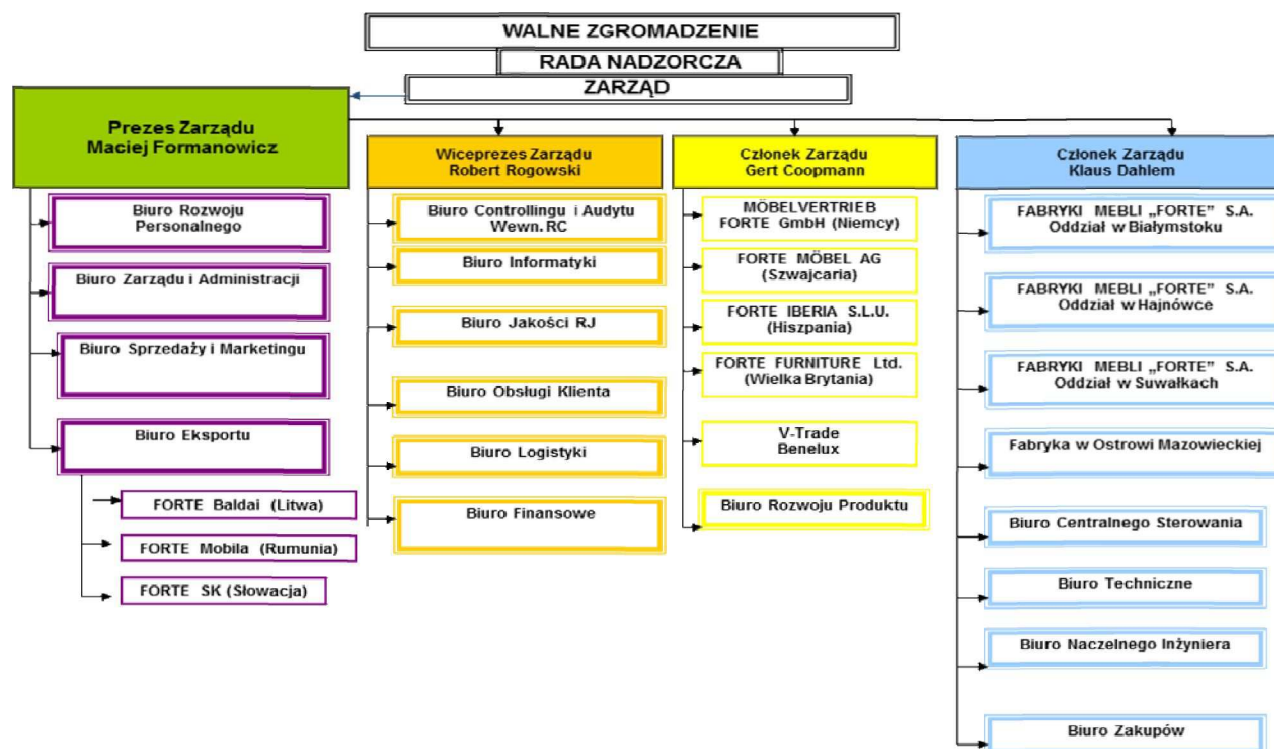 WALNE ZGROMADZENIE
RADA NADZORCZA
ZARZĄD
Prezes Zarządu
Maciej Formanowicz
Biuro Rozwoju
Personalnego
Biuro Zarządu i Administracji
Biuro Sprzedaży i Marketingu
Biuro Eksportu
FORTE Baldai (Litwa)
FORTE Mobila (Rumunia)
FORTE SK (Słowacja)
Wiceprezes Zarządu
Robert Rogowski
Biuro Controllingu i Audytu
Wewn. RC
Biuro Informatyki
Biuro Jakości RJ
Biuro Obsługi Klienta
Biuro Logistyki
Biuro Finansowe
Członek Zarządu
Gert Coopmann
MÖBELVERTRIEB
FORTE GmbH (Niemcy)
FORTE MÖBEL AG
(Szwajcaria)
FORTE IBERIA S.L.U.
(Hiszpania)
FORTE FURNITURE Ltd.
(Wielka Brytania)
V-Trade
Benelux
Biuro Rozwoju Produktu
Członek Zarządu
Klaus Dahlem
FABRYKI MEBLI „FORTE” S.A.
Oddział w Białymstoku
FABRYKI MEBLI „FORTE” S.A.
Oddział w Hajnówce
FABRYKI MEBLI „FORTE” S.A.
Oddział w Suwałkach
Fabryka w Ostrowi Mazowieckiej
Biuro Centralnego Sterowania
Biuro Techniczne
Biuro Naczelnego Inżyniera
Biuro Zakupów